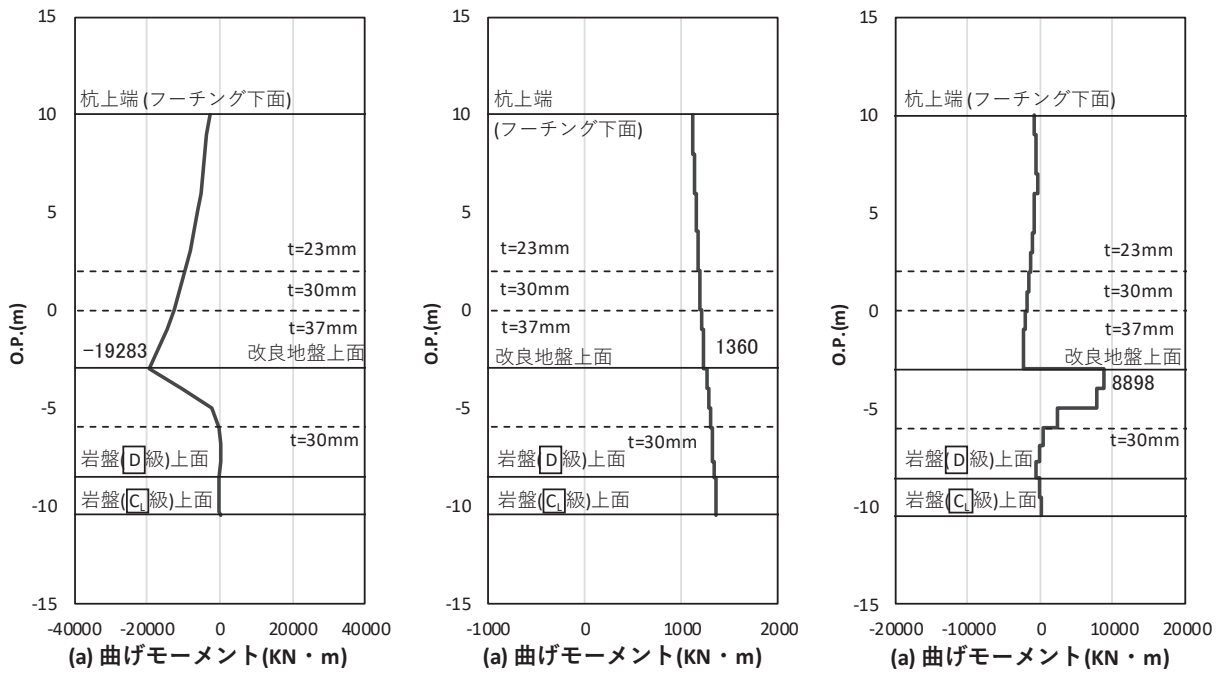 15
10
5
0
-5
-10
-15
O.P.(m)
杭上端 (フーチング下面)
t=23mm
t=30mm
t=37mm
-19283
改良地盤上面
t=30mm
岩盤(D級)上面
岩盤(CL級)上面
-40000 -20000 0 20000 40000
(a) 曲げモーメント(KN・m)
15
10
5
0
-5
-10
-15
O.P.(m)
杭上端
(フーチング下面)
t=23mm
t=30mm
t=37mm
1360
改良地盤上面
t=30mm
岩盤(D級)上面
岩盤(CL級)上面
-1000 0 1000 2000
(a) 曲げモーメント(KN・m)
15
10
5
0
-5
-10
-15
O.P.(m)
杭上端 (フーチング下面)
t=23mm
t=30mm
t=37mm
改良地盤上面
8898
t=30mm
岩盤(D級)上面
岩盤(CL級)上面
-20000 -10000 0 10000 20000
(a) 曲げモーメント(KN・m)